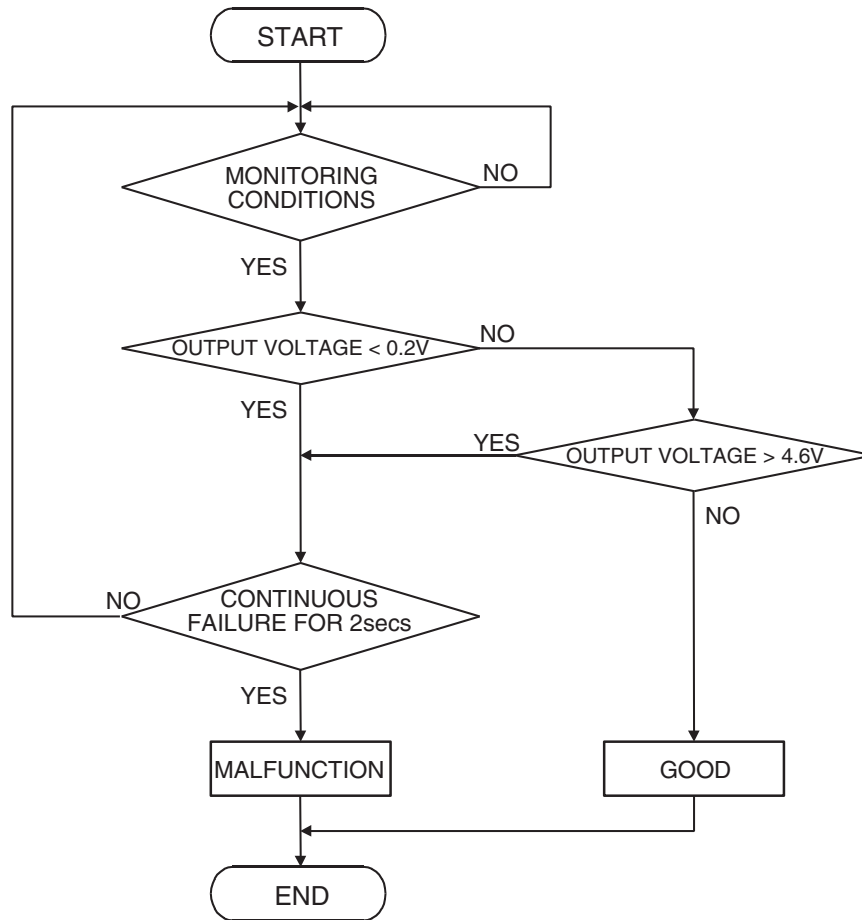 START
MONITORING
CONDITIONS
NO
YES
OUTPUT VOLTAGE < 0.2V
NO
YES
YES
OUTPUT VOLTAGE > 4.6V
NO
NO
CONTINUOUS
FAILURE FOR 2secs
YES
MALFUNCTION
GOOD
END